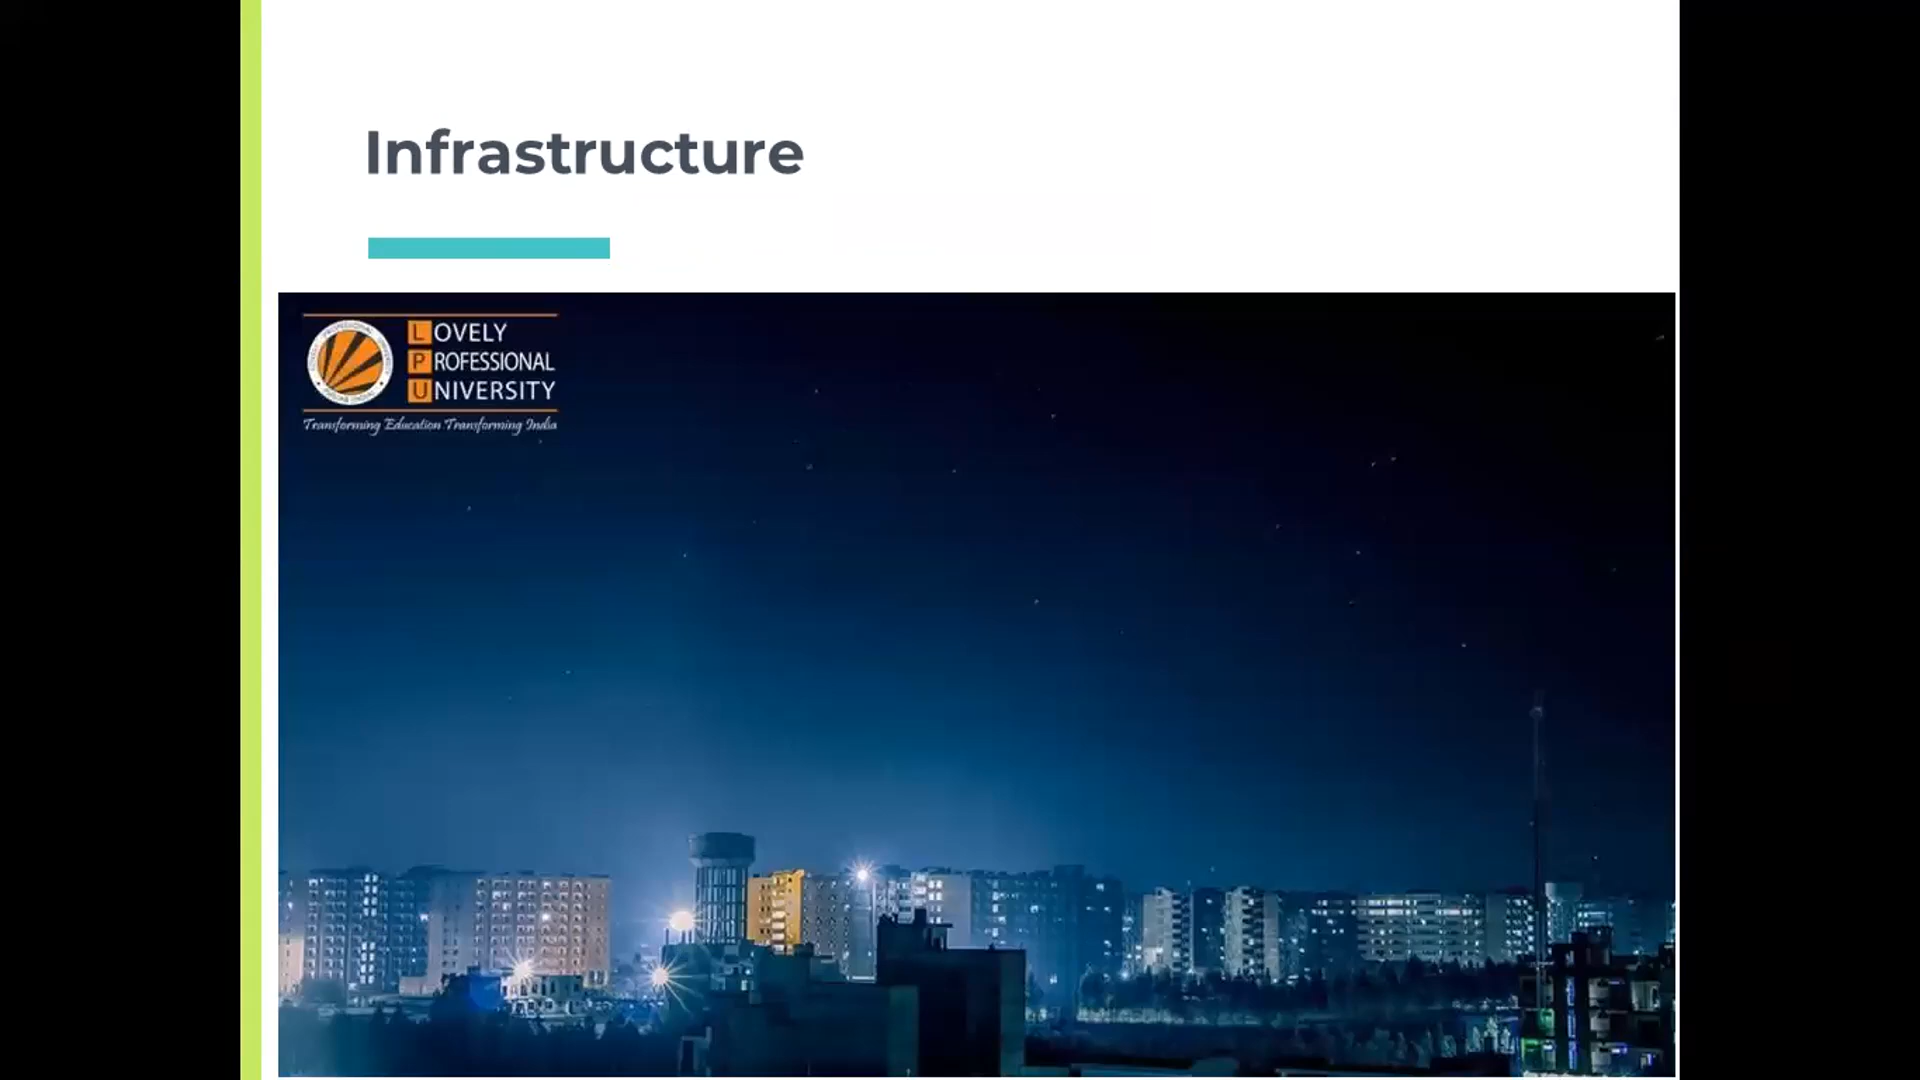 Infrastructure
LOVELY
PROFESSIONAL
UNIVERSITY
Transforming Education Transforming India